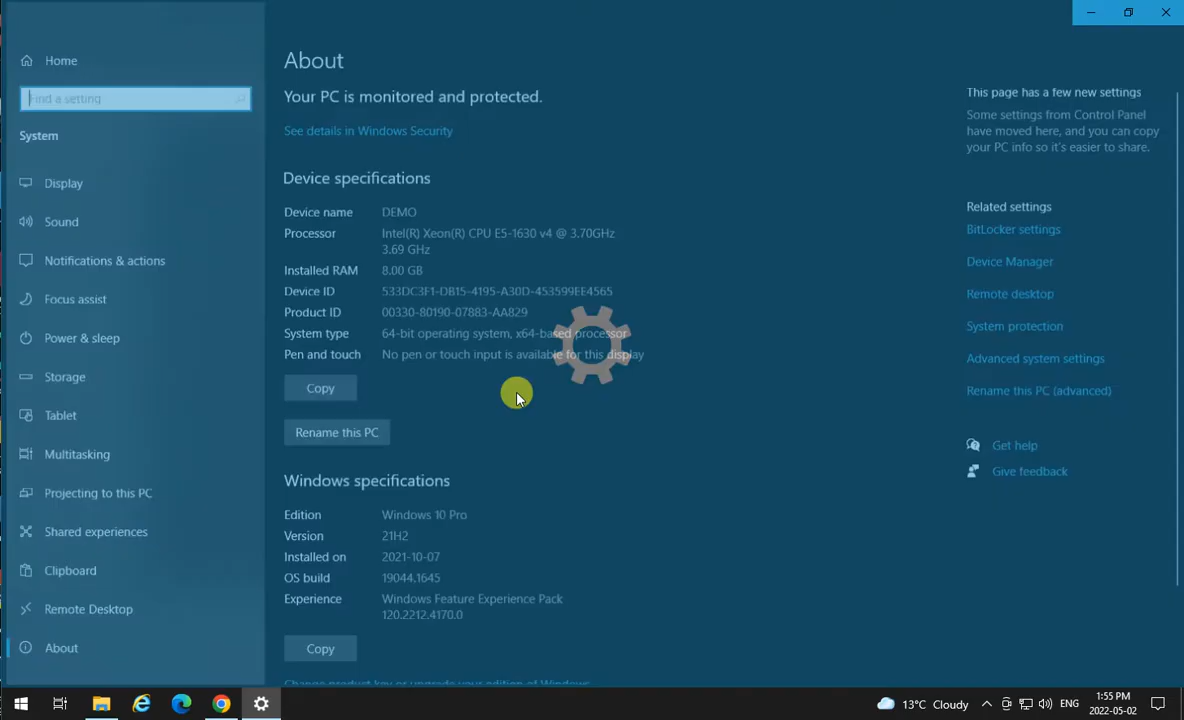 Home
Find a setting
System
Display
Sound
Notifications & actions
Focus assist
Power & sleep
Storage
Tablet
Multitasking
Projecting to this PC
Shared experiences
Clipboard
Remote Desktop
About
About
Your PC is monitored and protected.
See details in Windows Security
Device specifications
Device name DEMO
Processor Intel(R) Xeon(R) CPU E5-1630 v4 @ 3.70GHz
3.69 GHz
Installed RAM 8.00 GB
Device ID 533DC3F1-DB15-4195-A30D-453599EE4565
Product ID 00330-80190-07883-AA829
System type 64-bit operating system, x64-based processor
Pen and touch No pen or touch input is available for this display
Copy
Rename this PC
Windows specifications
Edition Windows 10 Pro
Version 21H2
Installed on 2021-10-07
OS build 19044.1645
Experience Windows Feature Experience Pack
120.2212.4170.0
Copy
Change product key or upgrade your edition of Windows
This page has a few new settings
Some settings from Control Panel
have moved here, and you can copy
your PC info so it's easier to share.
Related settings
BitLocker settings
Device Manager
Remote desktop
System protection
Advanced system settings
Rename this PC (advanced)
Get help
Give feedback
13°C Cloudy
ENG
1:55 PM
2022-05-02